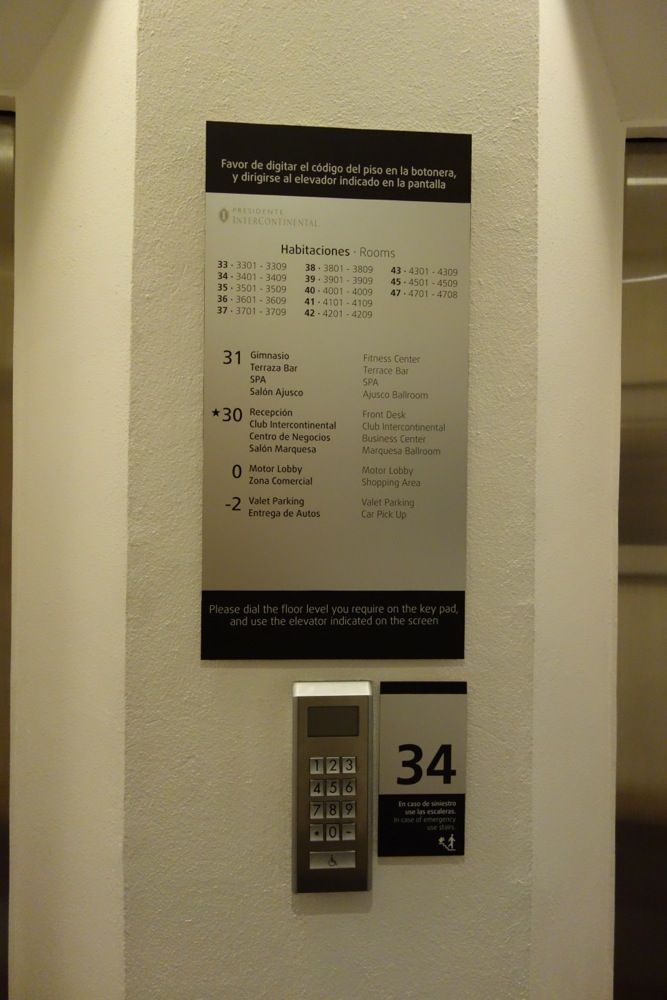 Favor de digitar el código del piso en la botonera,
y dirigirse al elevador indicado en la pantalla
PRESIDENTE
INTERCONTINENTAL
Habitaciones · Rooms
33 · 3301 - 3309 38 · 3801 - 3809 43 · 4301 - 4309
34 · 3401 - 3409 39 · 3901 - 3909 45 · 4501 - 4509
35 · 3501 - 3509 40 · 4001 - 4009 47 · 4701 - 4708
36 · 3601 - 3609 41 · 4101 - 4109
37 · 3701 - 3709 42 · 4201 - 4209
31 Gimnasio Fitness Center
Terraza Bar Terrace Bar
SPA SPA
Salón Ajusco Ajusco Ballroom
★30 Recepción Front Desk
Club Intercontinental Club Intercontinental
Centro de Negocios Business Center
Salón Marquesa Marquesa Ballroom
0 Motor Lobby Motor Lobby
Zona Comercial Shopping Area
-2 Valet Parking Valet Parking
Entrega de Autos Car Pick Up
Please dial the floor level you require on the key pad,
and use the elevator indicated on the screen
1 2 3
4 5 6
7 8 9
* 0 -
34
En caso de siniestro
use las escaleras.
In case of emergency
use stairs.